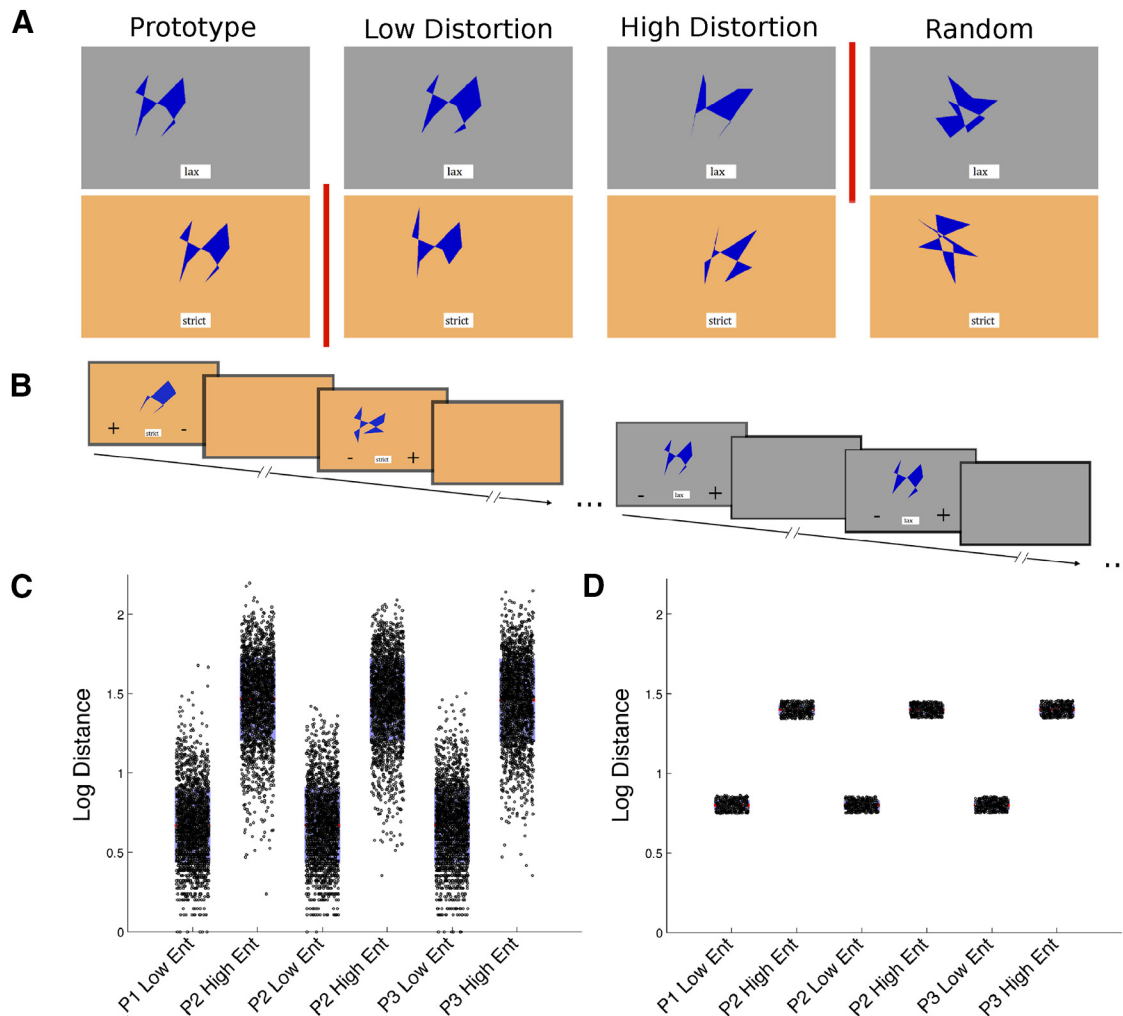 A
Prototype Low Distortion High Distortion Random
lax lax lax lax
strict strict strict strict
B
+ strict -
- strict +
...
- lax +
- lax +
..
C
Log Distance
2
1.5
1
0.5
0
P1 Low Ent
P2 High Ent
P2 Low Ent
P2 High Ent
P3 Low Ent
P3 High Ent
D
Log Distance
2
1.5
1
0.5
0
P1 Low Ent
P2 High Ent
P2 Low Ent
P2 High Ent
P3 Low Ent
P3 High Ent